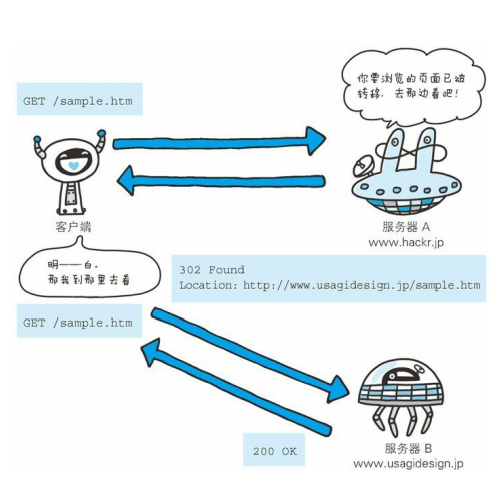 你要浏览的页面已被
转移，去那边看吧！
GET /sample.htm
客户端
服务器 A
www.hackr.jp
明——白，
那我到那里去看
302 Found
Location: http://www.usagidesign.jp/sample.htm
GET /sample.htm
200 OK
服务器 B
www.usagidesign.jp